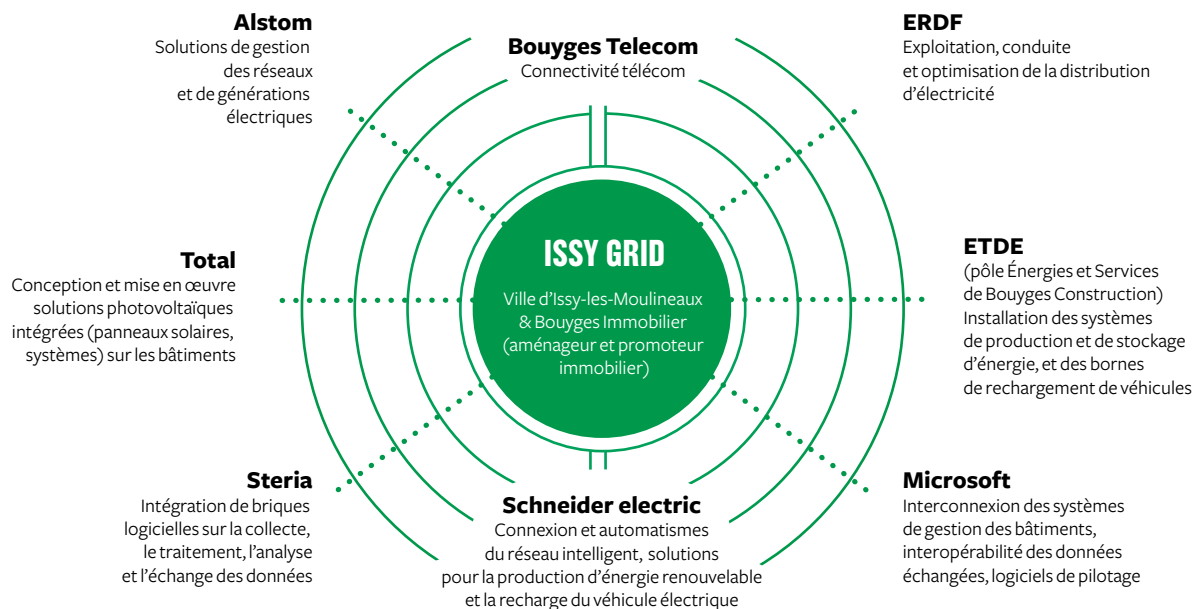 Alstom
Solutions de gestion
des réseaux
et de générations
électriques
Bouyges Telecom
Connectivité télécom
ERDF
Exploitation, conduite
et optimisation de la distribution
d’électricité
Total
Conception et mise en œuvre
solutions photovoltaïques
intégrées (panneaux solaires,
systèmes) sur les bâtiments
ISSY GRID
Ville d’Issy-les-Moulineaux
& Bouyges Immobilier
(aménageur et promoteur
immobilier)
ETDE
(pôle Énergies et Services
de Bouyges Construction)
Installation des systèmes
de production et de stockage
d’énergie, et des bornes
de rechargement de véhicules
Steria
Intégration de briques
logicielles sur la collecte,
le traitement, l’analyse
et l’échange des données
Schneider electric
Connexion et automatismes
du réseau intelligent, solutions
pour la production d’énergie renouvelable
et la recharge du véhicule électrique
Microsoft
Interconnexion des systèmes
de gestion des bâtiments,
interopérabilité des données
échangées, logiciels de pilotage